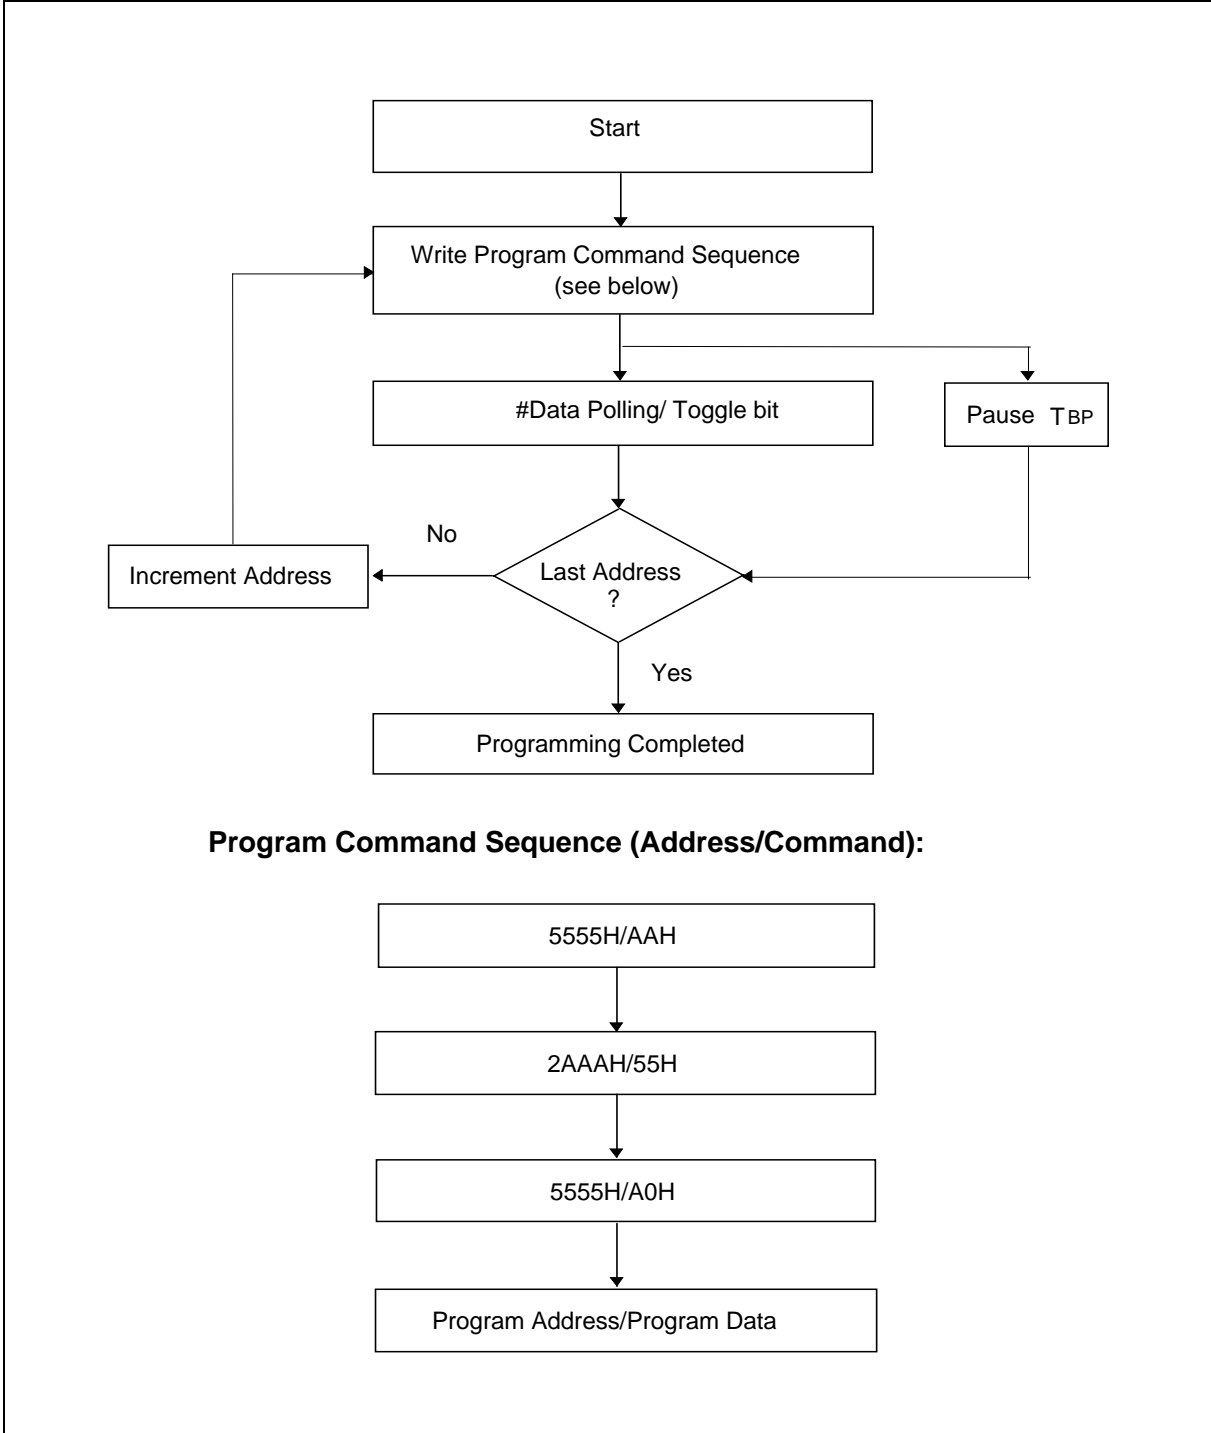 Start
Write Program Command Sequence
(see below)
#Data Polling/ Toggle bit
Pause TBP
No
Increment Address
Last Address
?
Yes
Programming Completed
Program Command Sequence (Address/Command):
5555H/AAH
2AAAH/55H
5555H/A0H
Program Address/Program Data